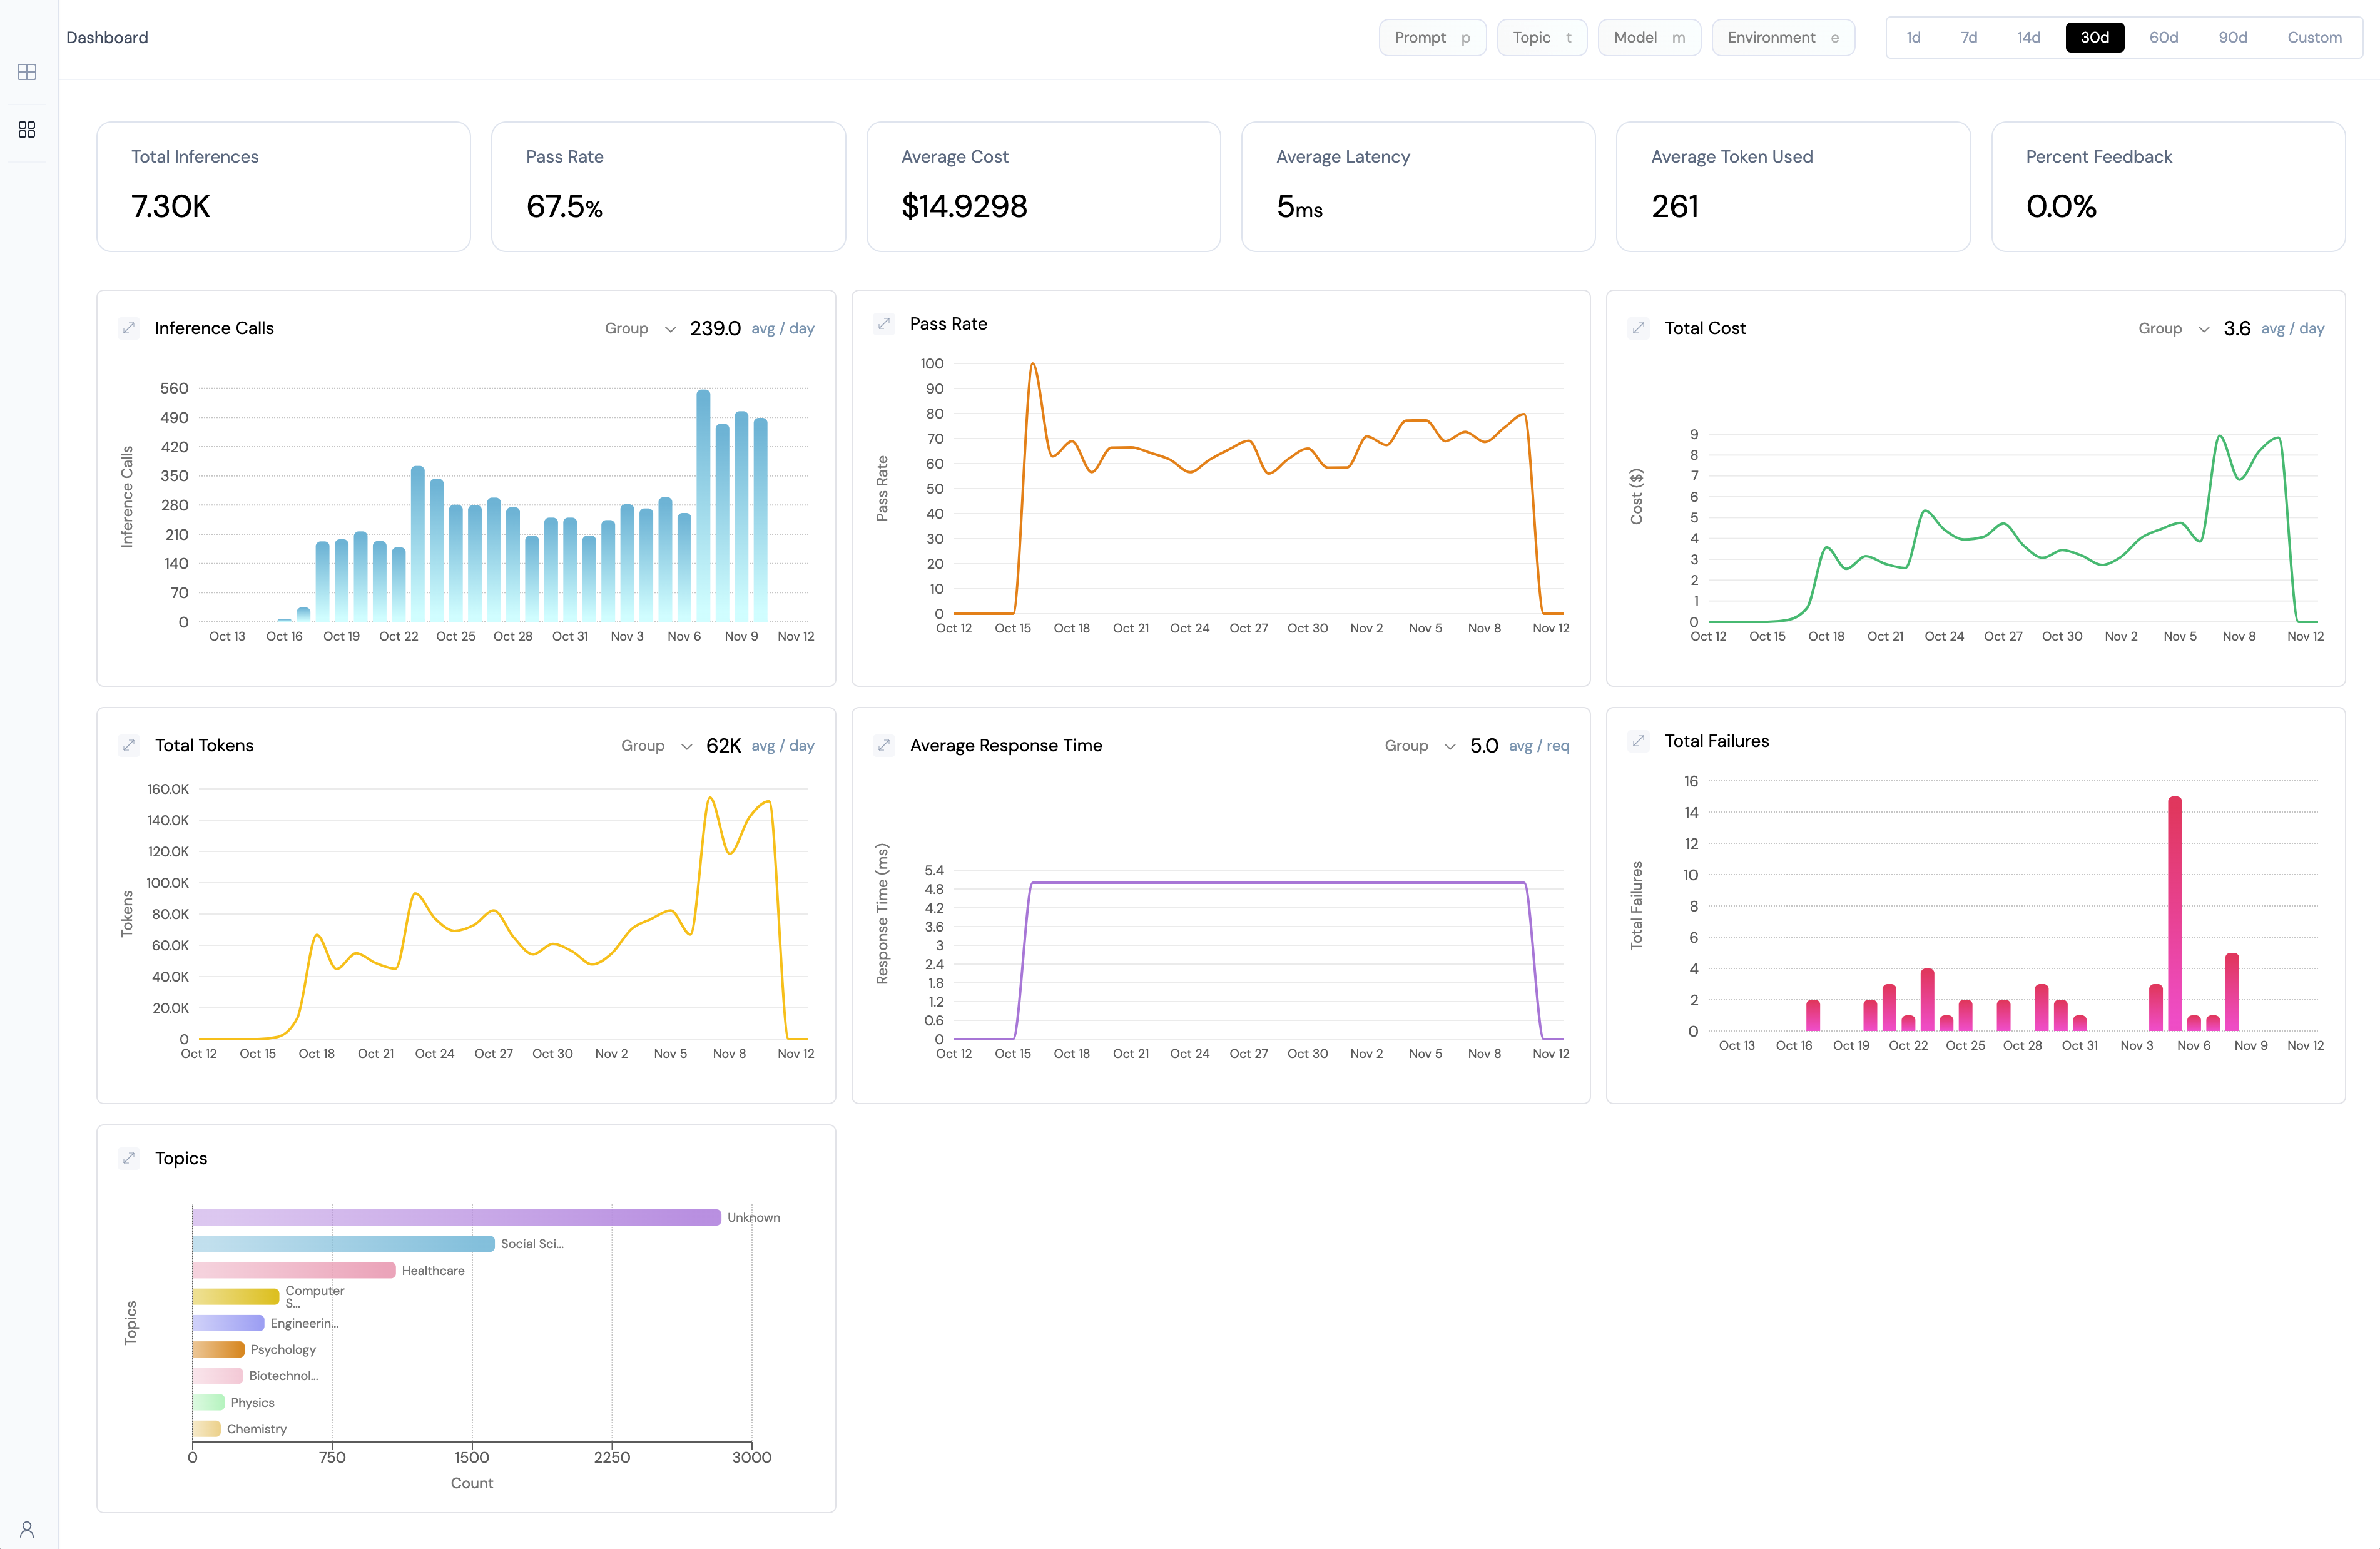 Dashboard
Prompt p
Topic t
Model m
Environment e
1d 7d 14d 30d 60d 90d Custom
Total Inferences
7.30K
Pass Rate
67.5%
Average Cost
$14.9298
Average Latency
5ms
Average Token Used
261
Percent Feedback
0.0%
Inference Calls
Group 239.0 avg / day
Inference Calls
560
490
420
350
280
210
140
70
0
Oct 13 Oct 16 Oct 19 Oct 22 Oct 25 Oct 28 Oct 31 Nov 3 Nov 6 Nov 9 Nov 12
Pass Rate
Pass Rate
100
90
80
70
60
50
40
30
20
10
0
Oct 12 Oct 15 Oct 18 Oct 21 Oct 24 Oct 27 Oct 30 Nov 2 Nov 5 Nov 8 Nov 12
Total Cost
Group 3.6 avg / day
Cost ($)
9
8
7
6
5
4
3
2
1
0
Oct 12 Oct 15 Oct 18 Oct 21 Oct 24 Oct 27 Oct 30 Nov 2 Nov 5 Nov 8 Nov 12
Total Tokens
Group 62K avg / day
Tokens
160.0K
140.0K
120.0K
100.0K
80.0K
60.0K
40.0K
20.0K
0
Oct 12 Oct 15 Oct 18 Oct 21 Oct 24 Oct 27 Oct 30 Nov 2 Nov 5 Nov 8 Nov 12
Average Response Time
Group 5.0 avg / req
Response Time (ms)
5.4
4.8
4.2
3.6
3
2.4
1.8
1.2
0.6
0
Oct 12 Oct 15 Oct 18 Oct 21 Oct 24 Oct 27 Oct 30 Nov 2 Nov 5 Nov 8 Nov 12
Total Failures
Total Failures
16
14
12
10
8
6
4
2
0
Oct 13 Oct 16 Oct 19 Oct 22 Oct 25 Oct 28 Oct 31 Nov 3 Nov 6 Nov 9 Nov 12
Topics
Topics
Unknown
Social Sci...
Healthcare
Computer
S...
Engineerin...
Psychology
Biotechnol...
Physics
Chemistry
0 750 1500 2250 3000
Count